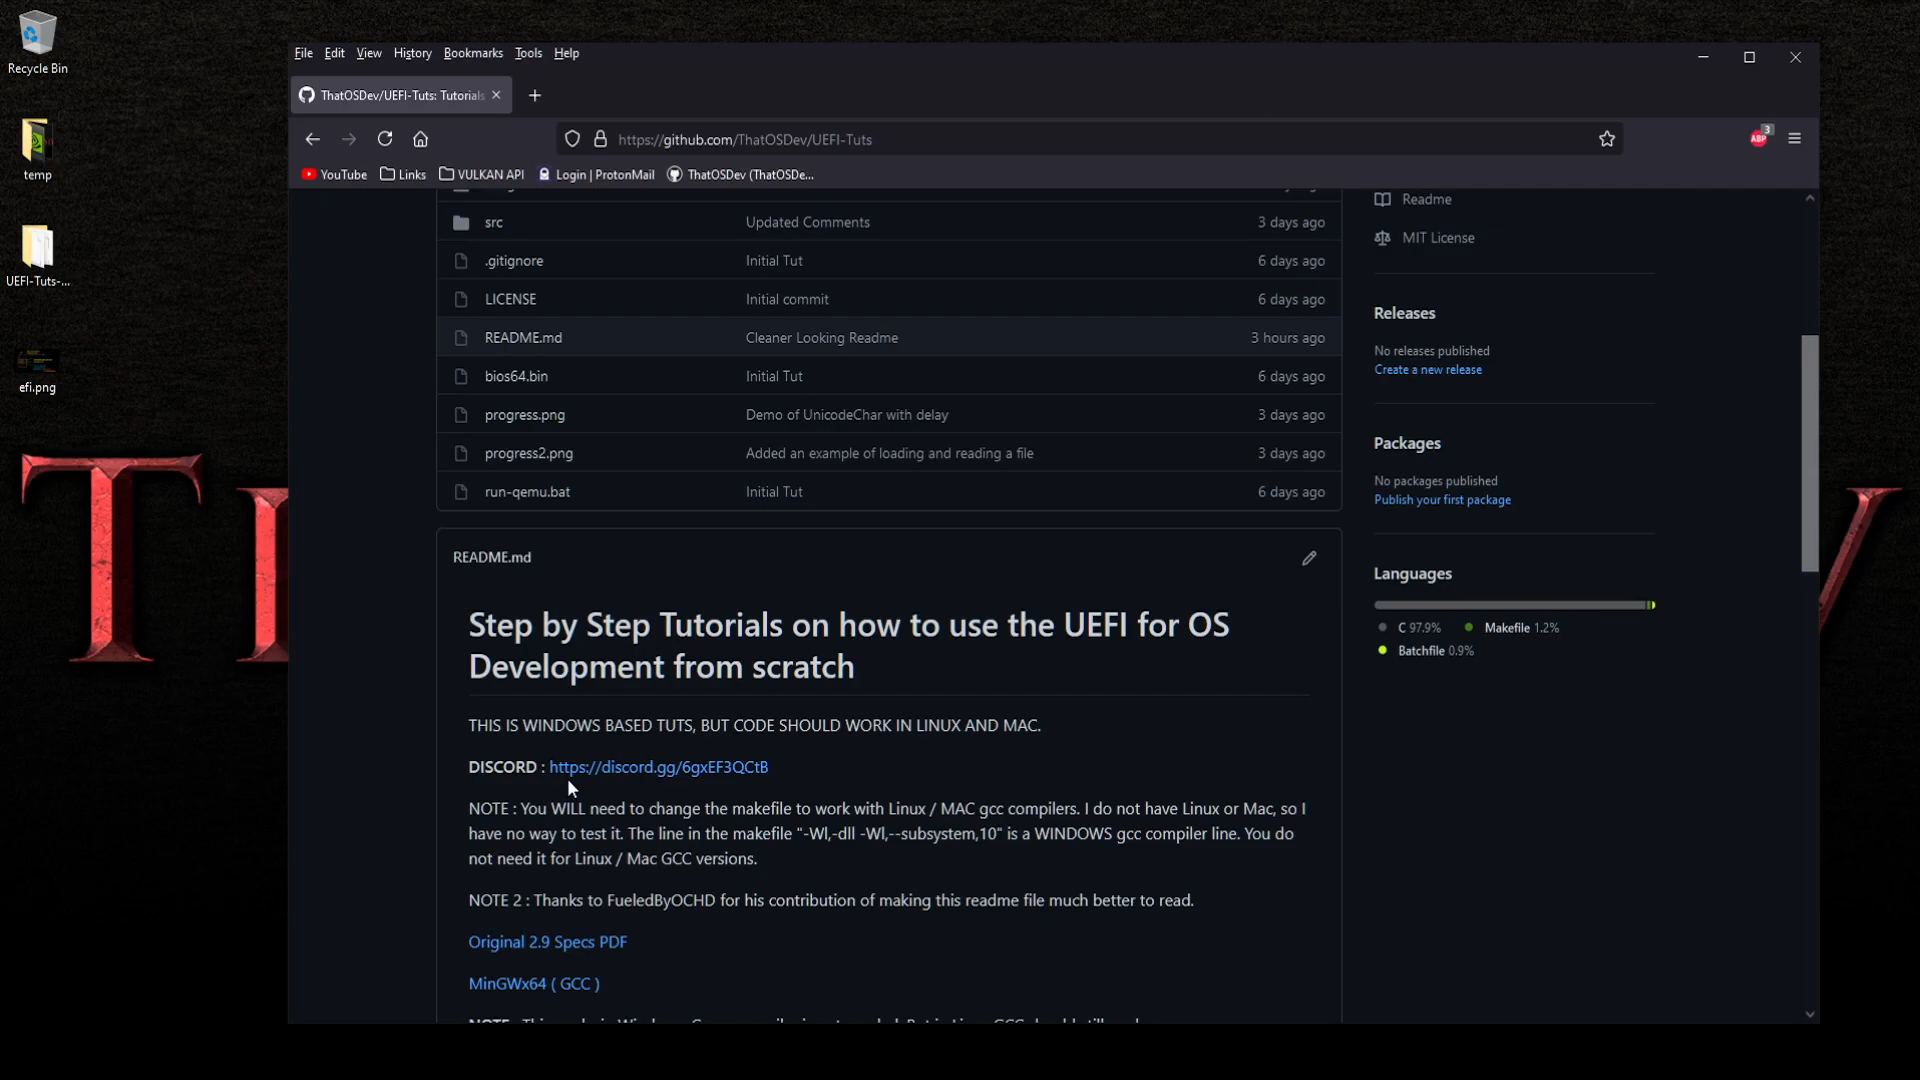 Recycle Bin
temp
UEFI-Tuts-...
efi.png
File Edit View History Bookmarks Tools Help
ThatOSDev/UEFI-Tuts: Tutorials
https://github.com/ThatOSDev/UEFI-Tuts
ABP 3
YouTube Links VULKAN API Login | ProtonMail ThatOSDev (ThatOSDe...
src Updated Comments 3 days ago
.gitignore Initial Tut 6 days ago
LICENSE Initial commit 6 days ago
README.md Cleaner Looking Readme 3 hours ago
bios64.bin Initial Tut 6 days ago
progress.png Demo of UnicodeChar with delay 3 days ago
progress2.png Added an example of loading and reading a file 3 days ago
run-qemu.bat Initial Tut 6 days ago
README.md
Step by Step Tutorials on how to use the UEFI for OS
Development from scratch
THIS IS WINDOWS BASED TUTS, BUT CODE SHOULD WORK IN LINUX AND MAC.
DISCORD : https://discord.gg/6gxEF3QCtB
NOTE : You WILL need to change the makefile to work with Linux / MAC gcc compilers. I do not have Linux or Mac, so I
have no way to test it. The line in the makefile "-Wl,-dll -Wl,--subsystem,10" is a WINDOWS gcc compiler line. You do
not need it for Linux / Mac GCC versions.
NOTE 2 : Thanks to FueledByOCHD for his contribution of making this readme file much better to read.
Original 2.9 Specs PDF
MinGWx64 ( GCC )
Readme
MIT License
Releases
No releases published
Create a new release
Packages
No packages published
Publish your first package
Languages
C 97.9% Makefile 1.2%
Batchfile 0.9%